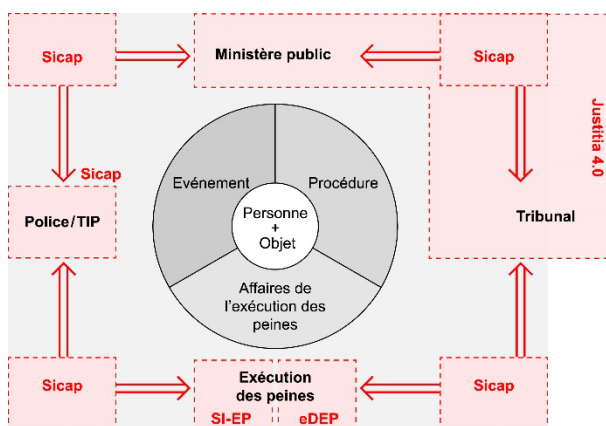 Sicap
Ministère public
Sicap
Justitia 4.0
Sicap
Evénement
Procédure
Police/TIP
Personne
+
Objet
Tribunal
Affaires de
l'exécution des
peines
Sicap
Exécution
des peines
SI-EP
eDEP
Sicap